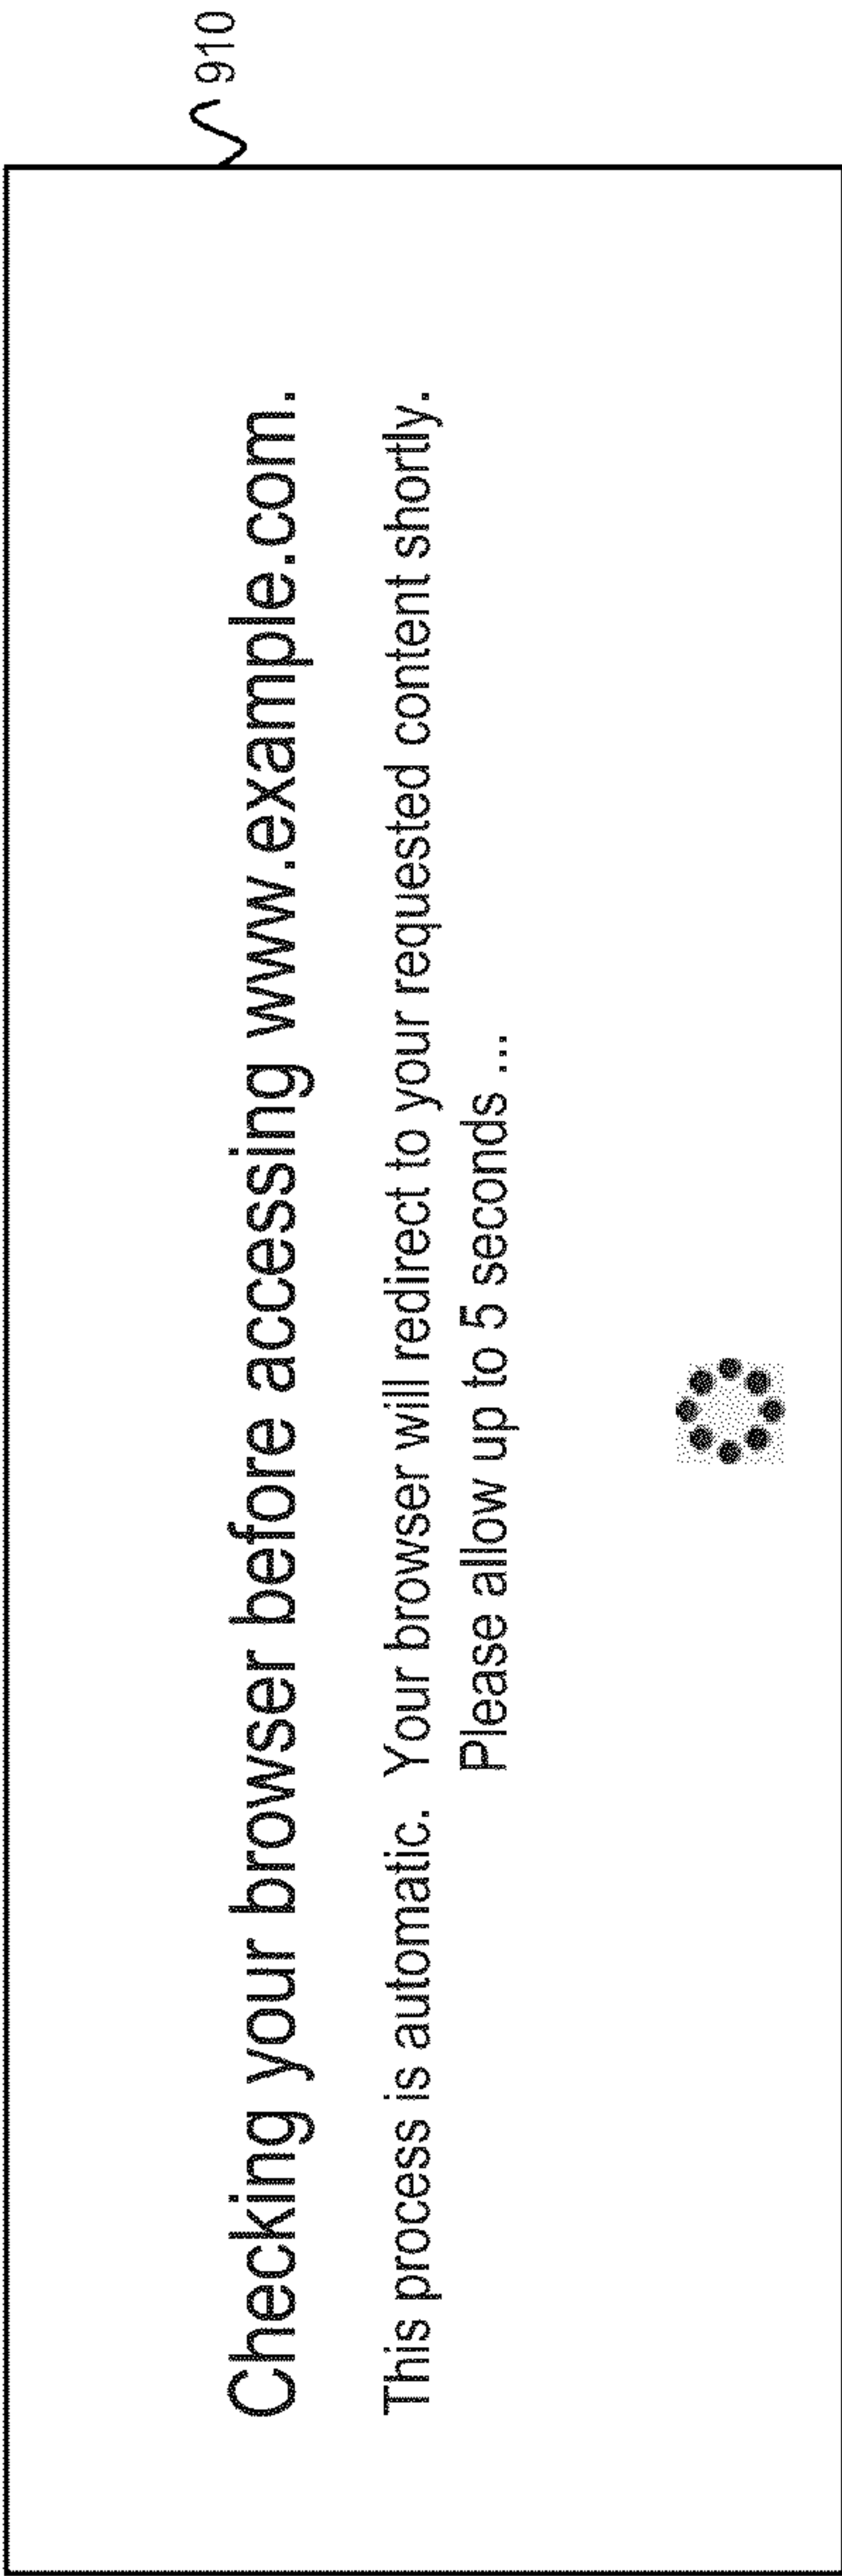 910
Checking your browser before accessing www.example.com.
This process is automatic. Your browser will redirect to your requested content shortly.
Please allow up to 5 seconds ...